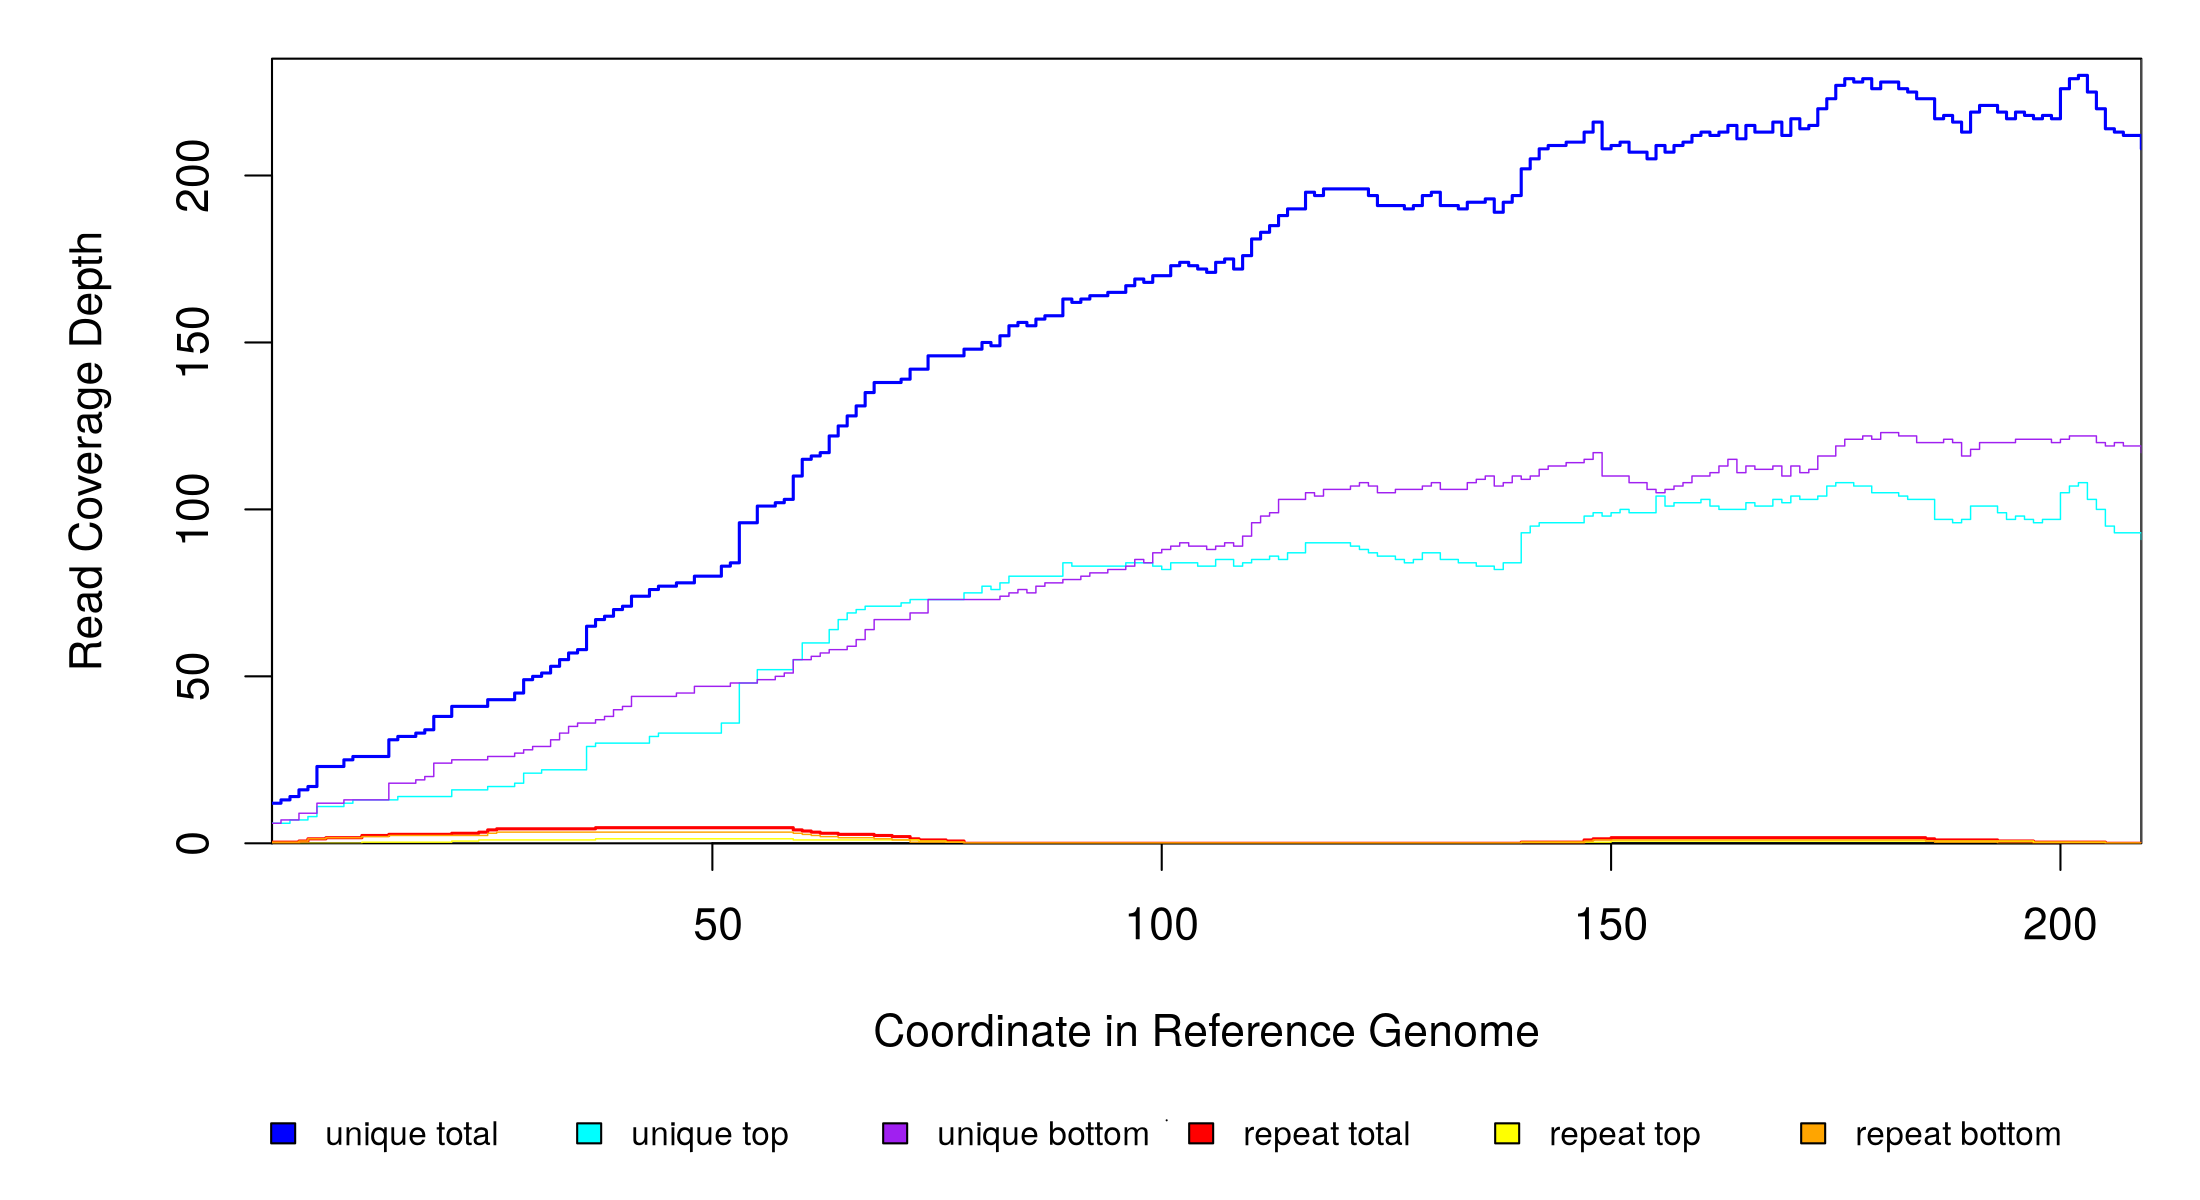 Read Coverage Depth
200
150
100
50
0
50 100 150 200
Coordinate in Reference Genome
unique total unique top unique bottom repeat total repeat top repeat bottom